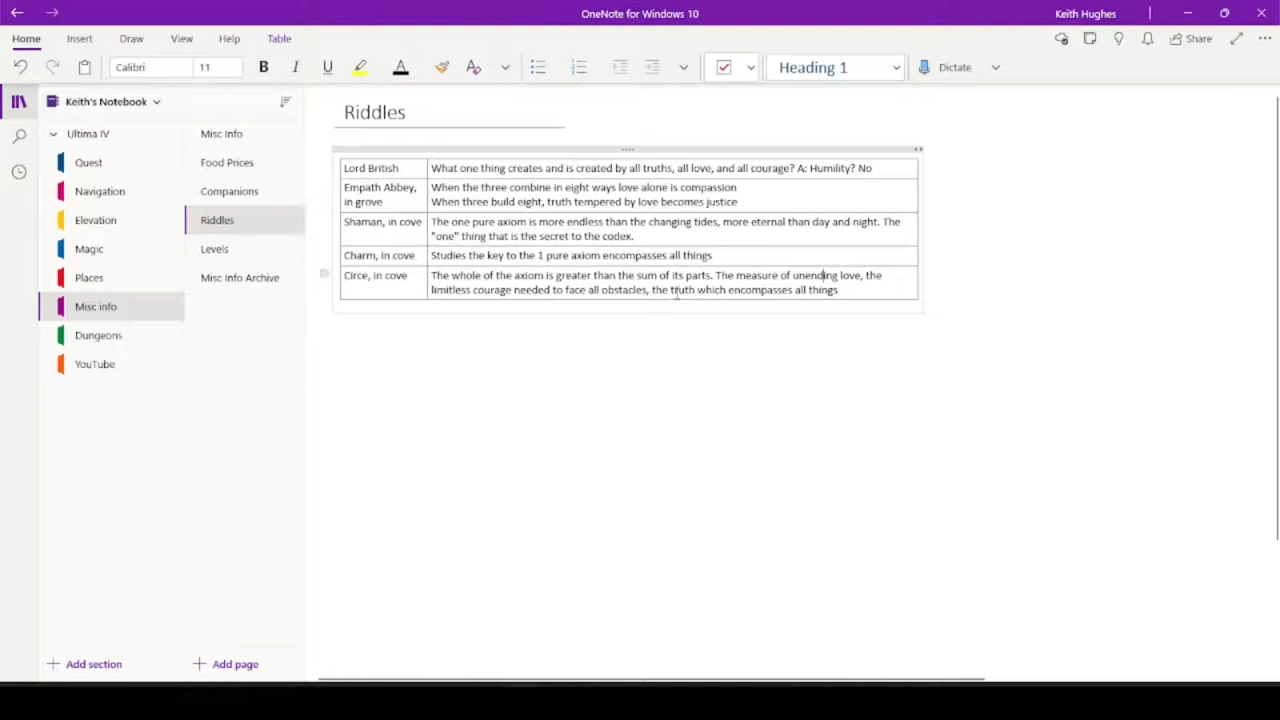 OneNote for Windows 10
Keith Hughes
Home Insert Draw View Help Table
Share
Calibri 11 B I U A Heading 1 Dictate
Keith's Notebook
Ultima IV
Quest
Navigation
Elevation
Magic
Places
Misc info
Dungeons
YouTube
Add section
Misc Info
Food Prices
Companions
Riddles
Levels
Misc Info Archive
Add page
Riddles
Lord British
What one thing creates and is created by all truths, all love, and all courage? A: Humility? No
Empath Abbey,
in grove
When the three combine in eight ways love alone is compassion
When three build eight, truth tempered by love becomes justice
Shaman, in cove
The one pure axiom is more endless than the changing tides, more eternal than day and night. The
"one" thing that is the secret to the codex.
Charm, in cove
Studies the key to the 1 pure axiom encompasses all things
Circe, in cove
The whole of the axiom is greater than the sum of its parts. The measure of unending love, the
limitless courage needed to face all obstacles, the truth which encompasses all things